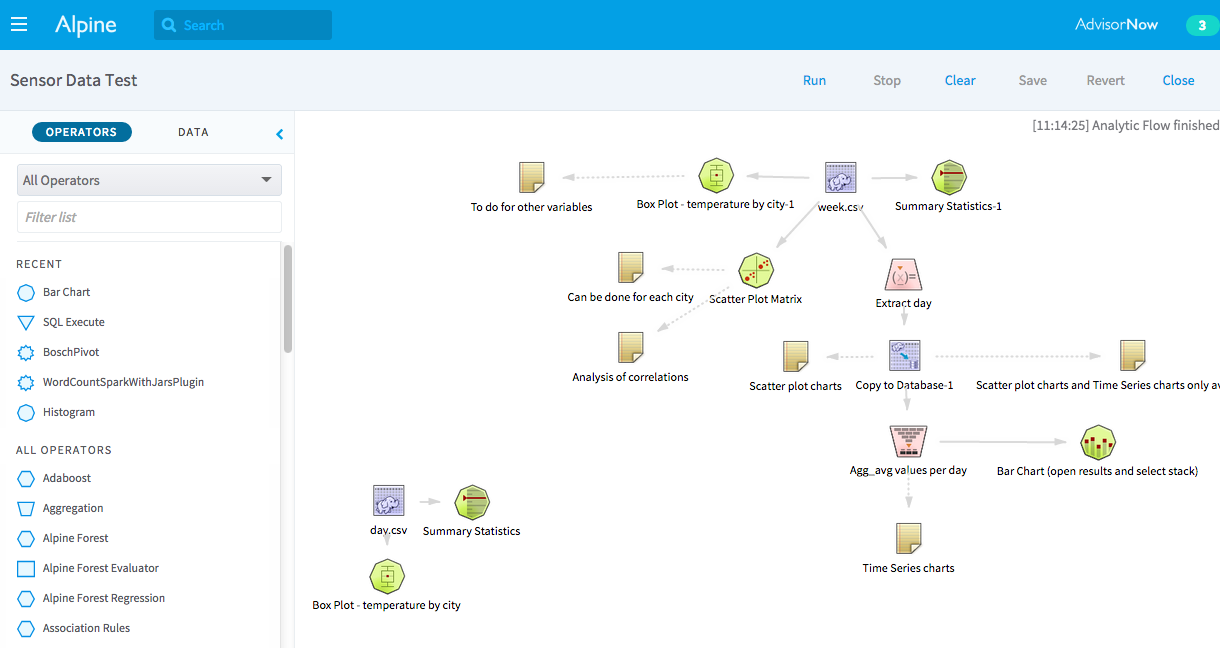 Alpine
Search
AdvisorNow
3
Sensor Data Test
Run
Stop
Clear
Save
Revert
Close
OPERATORS
DATA
[11:14:25] Analytic Flow finished
All Operators
Filter list
RECENT
Bar Chart
SQL Execute
BoschPivot
WordCountSparkWithJarsPlugin
Histogram
ALL OPERATORS
Adaboost
Aggregation
Alpine Forest
Alpine Forest Evaluator
Alpine Forest Regression
Association Rules
To do for other variables
Box Plot - temperature by city-1
week.csv
Summary Statistics-1
Can be done for each city
Scatter Plot Matrix
Extract day
Analysis of correlations
Scatter plot charts
Copy to Database-1
Scatter plot charts and Time Series charts only
Agg_avg values per day
Bar Chart (open results and select stack)
day.csv
Summary Statistics
Time Series charts
Box Plot - temperature by city